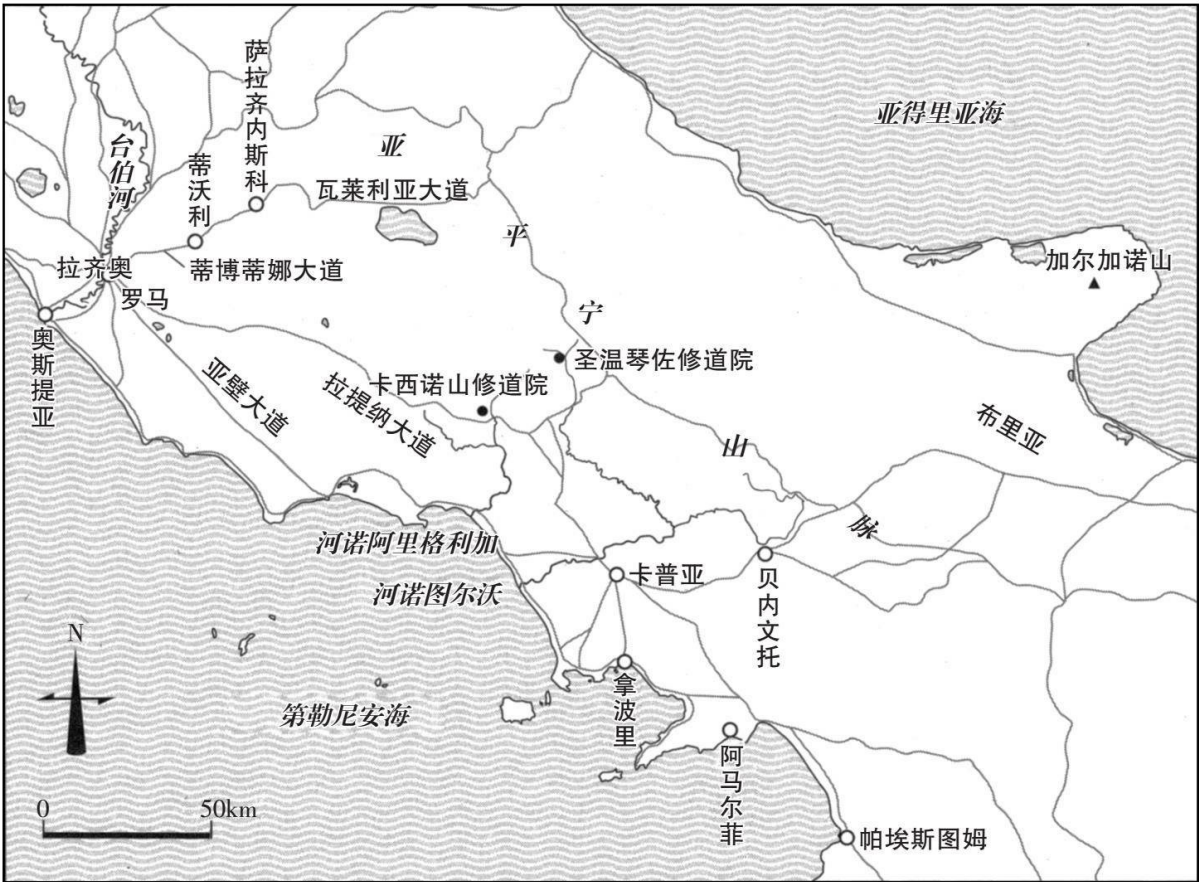 亚得里亚海
萨拉齐内斯科
台伯河
蒂沃利
亚
平
宁
山
脉
瓦莱利亚大道
蒂博蒂娜大道
拉齐奥
罗马
奥斯提亚
加尔加诺山
圣温琴佐修道院
卡西诺山修道院
亚壁大道
拉提纳大道
布里亚
河诺阿里格利加
河诺图尔沃
卡普亚
贝内文托
N
拿波里
第勒尼安海
阿马尔菲
0 50km
帕埃斯图姆